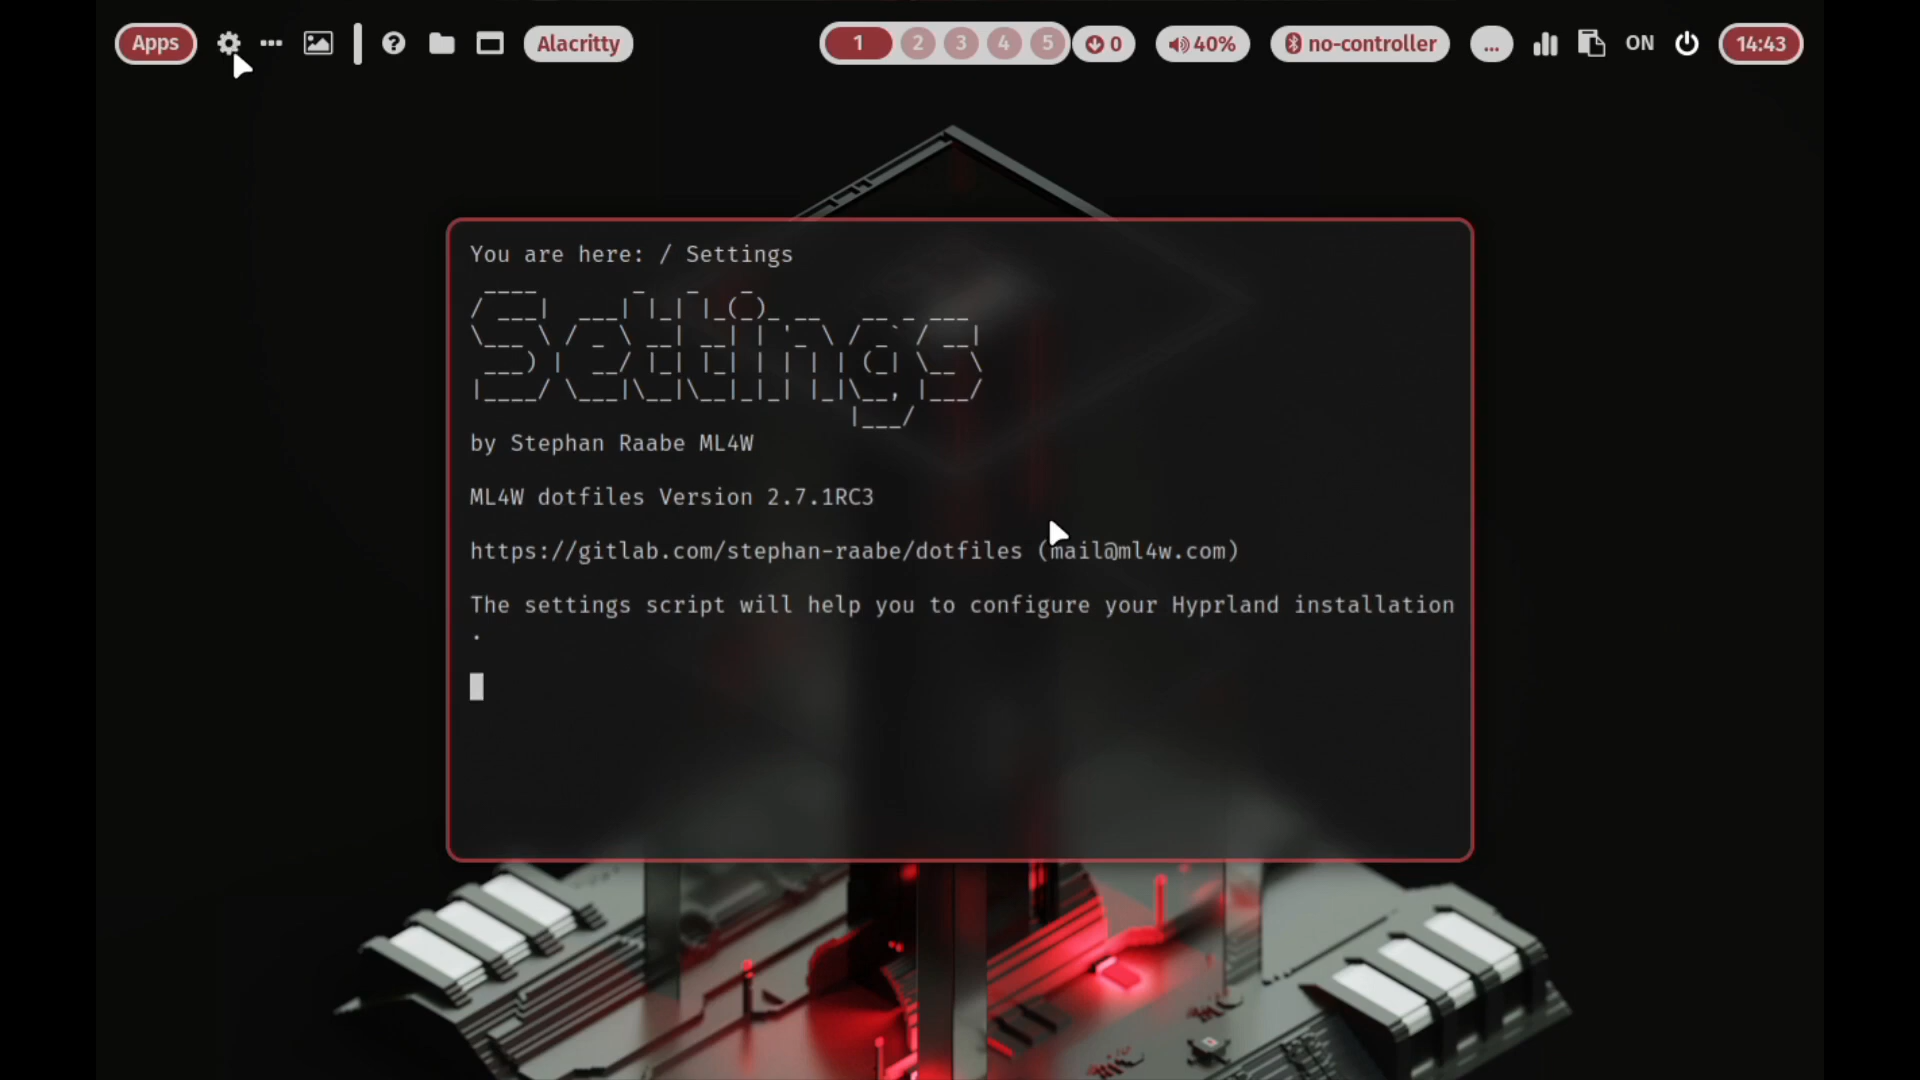 Apps
Alacritty
1 2 3 4 5
0
40%
no-controller
...
ON
14:43
You are here: / Settings
Settings
by Stephan Raabe ML4W
ML4W dotfiles Version 2.7.1RC3
https://gitlab.com/stephan-raabe/dotfiles (mail@ml4w.com)
The settings script will help you to configure your Hyprland installation
.